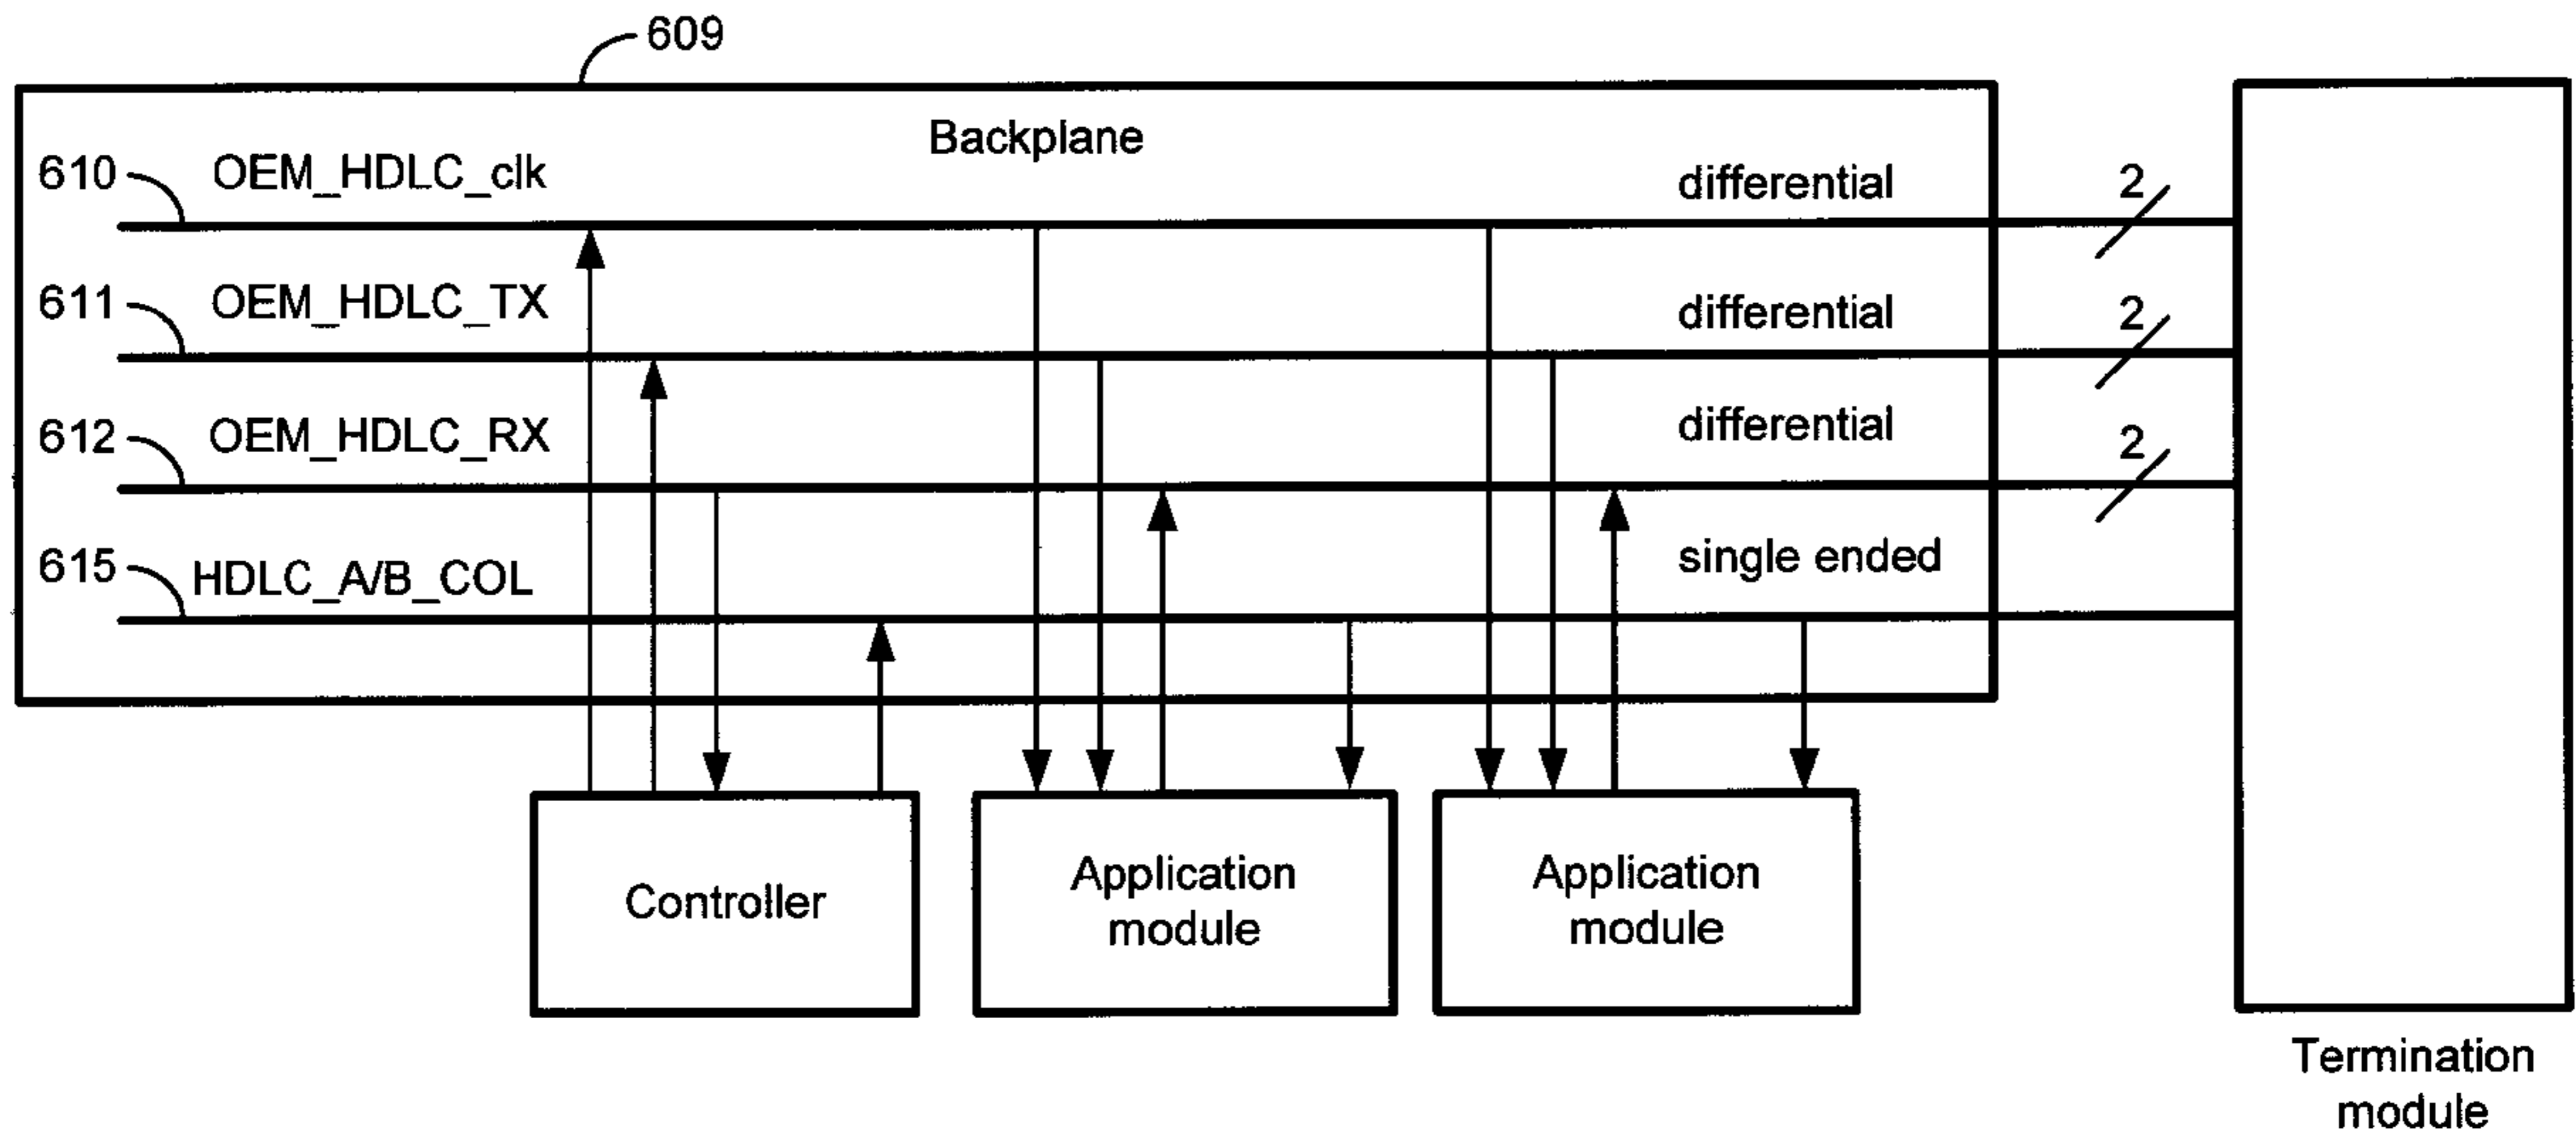 609
Backplane
610 OEM_HDLC_clk differential 2
611 OEM_HDLC_TX differential 2
612 OEM_HDLC_RX differential 2
615 HDLC_A/B_COL single ended
Controller
Application
module
Application
module
Termination
module